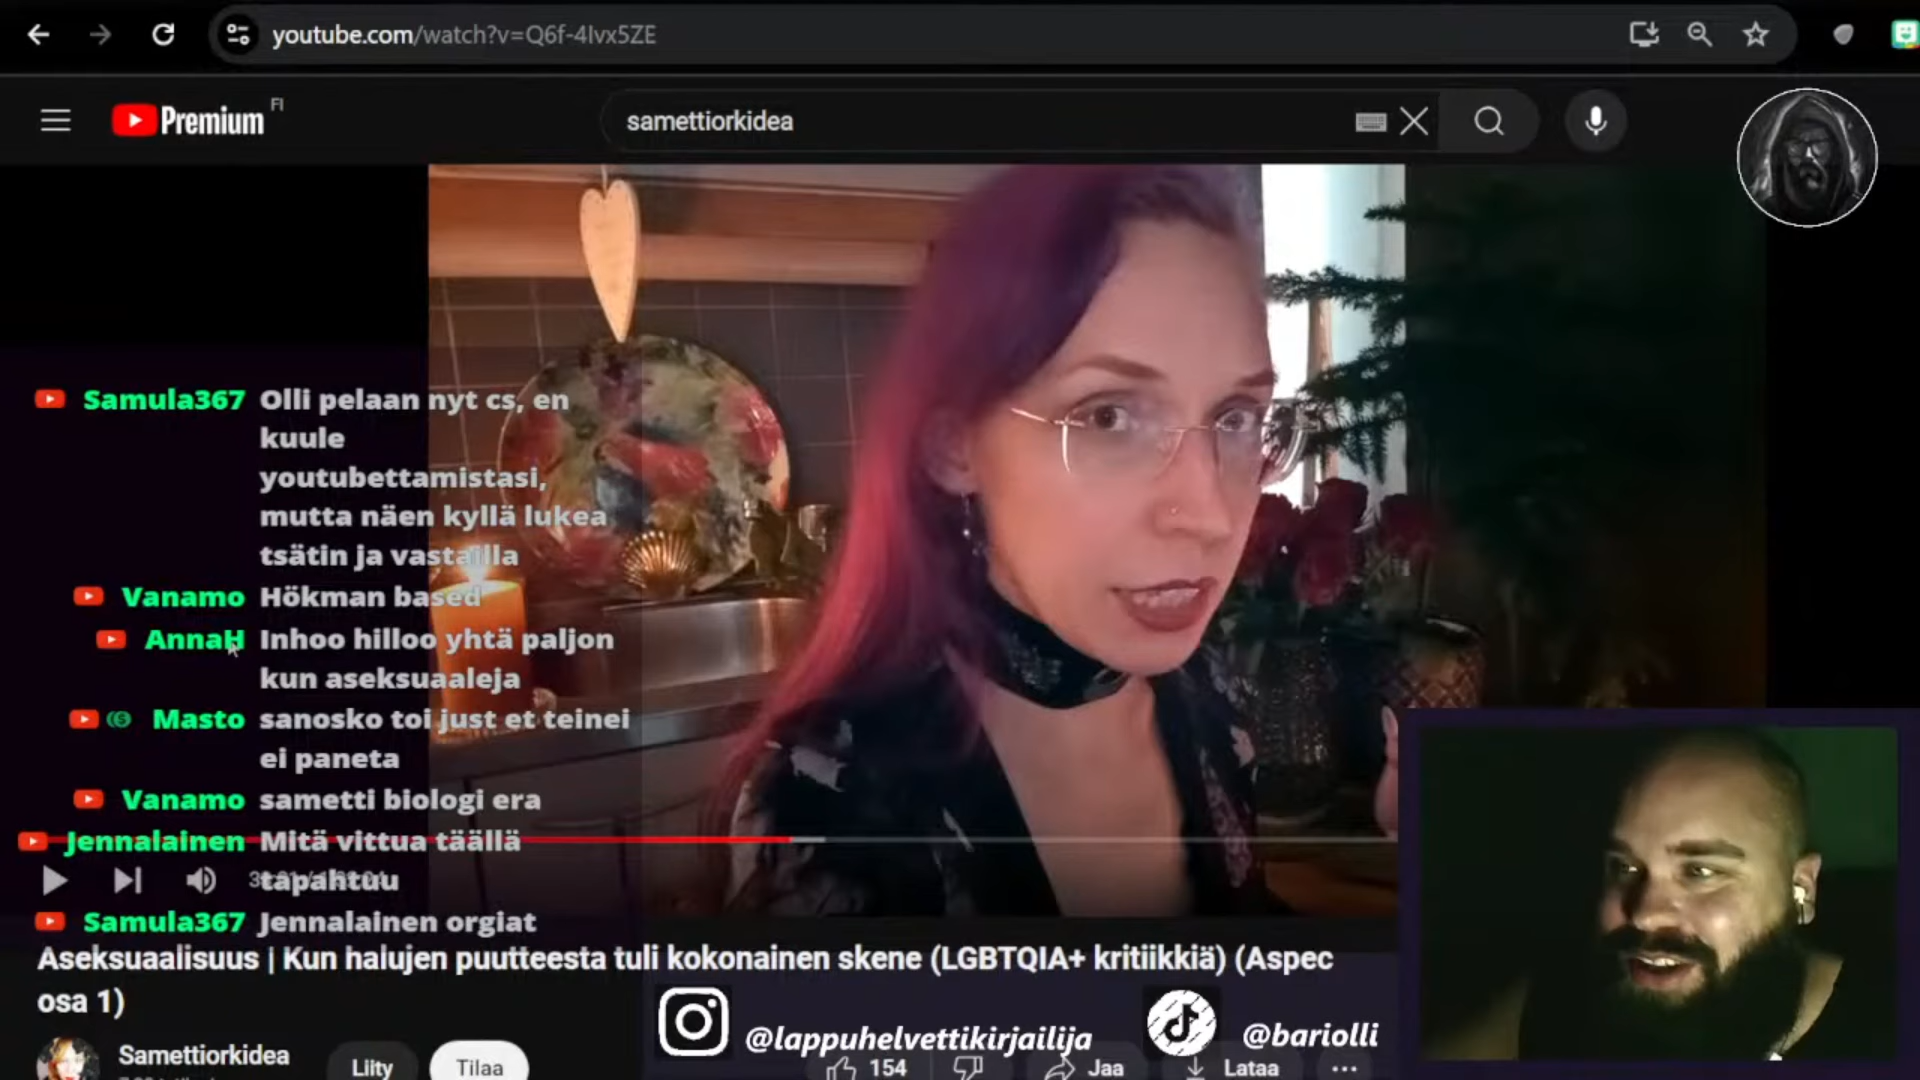 youtube.com/watch?v=Q6f-4lvx5ZE
Premium FI
samettiorkidea
Samula367 Olli pelaan nyt cs, en
kuule
youtubettamistasi,
mutta näen kyllä lukea
tsätin ja vastailla
Vanamo Hökman based
AnnaH Inhoo hilloo yhtä paljon
kun aseksuaaleja
Masto sanosko toi just et teinei
ei paneta
Vanamo sametti biologi era
Jennalainen Mitä vittua täällä
tapahtuu
Samula367 Jennalainen orgiat
Aseksuaalisuus | Kun halujen puutteesta tuli kokonainen skene (LGBTQIA+ kritiikkiä) (Aspec
osa 1)
@lappuhelvettikirjailija
@bariolli
Samettiorkidea
Liity
Tilaa
154
Jaa
Lataa